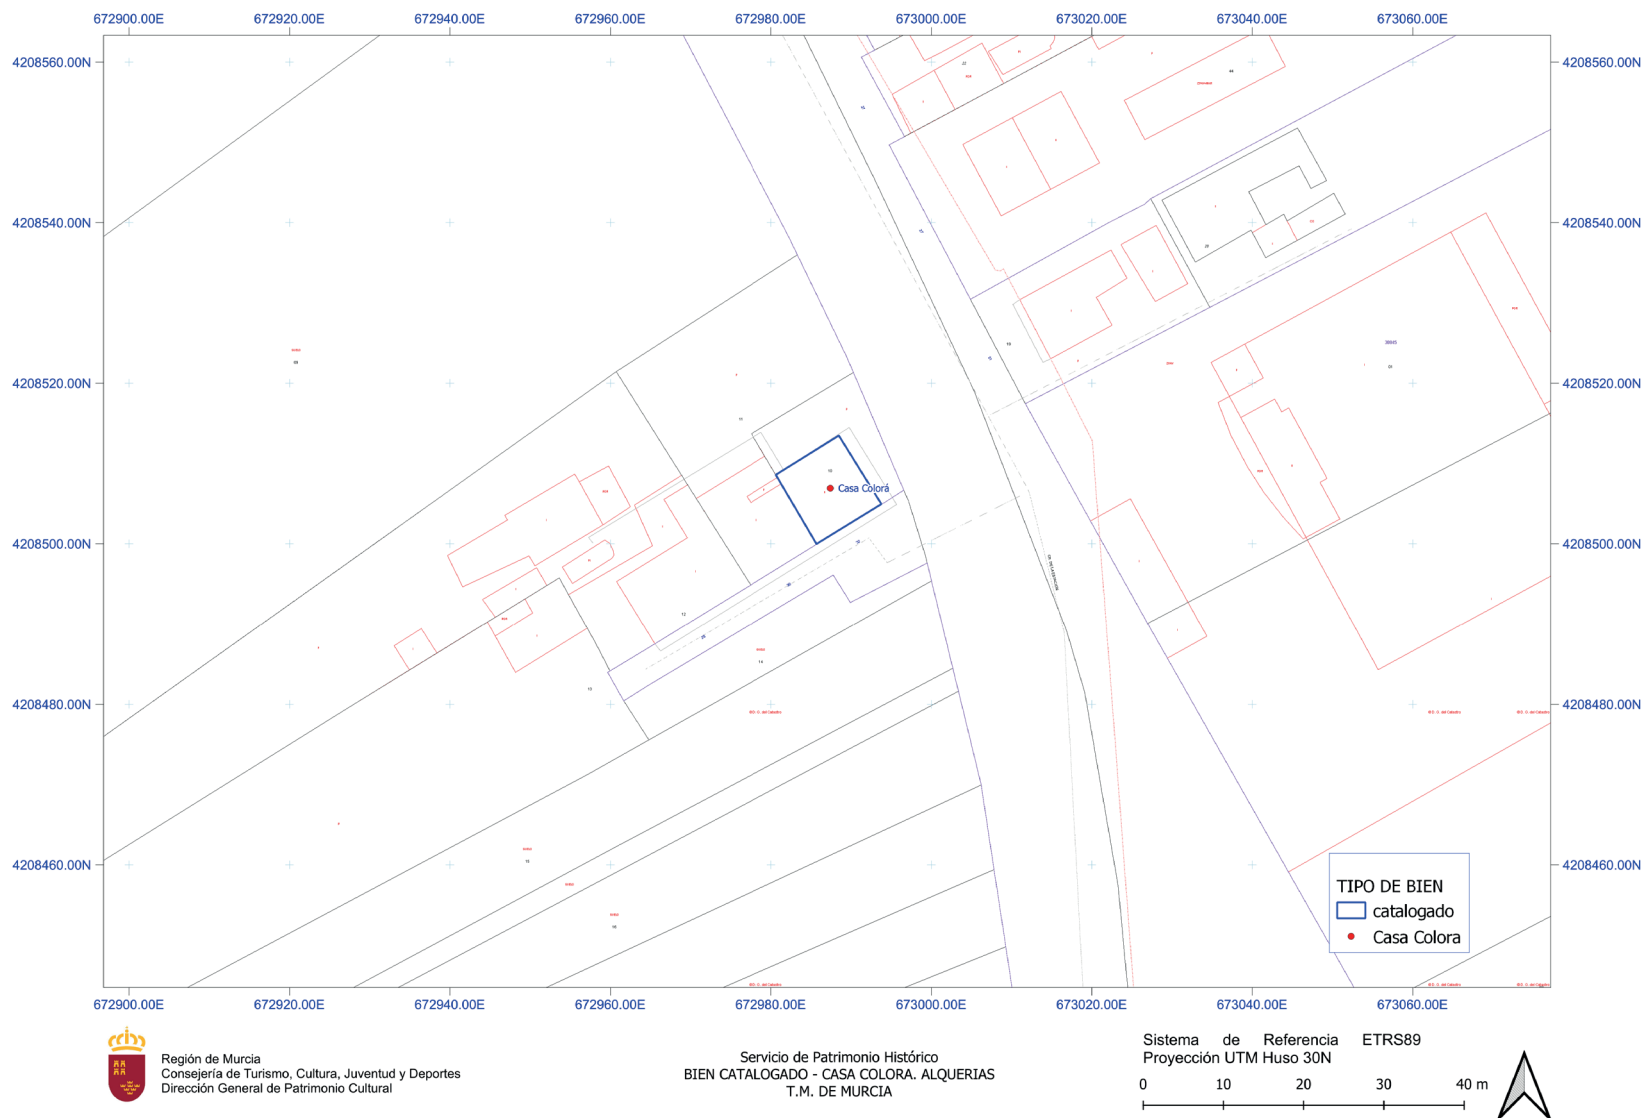 672900.00E 672920.00E 672940.00E 672960.00E 672980.00E 673000.00E 673020.00E 673040.00E 673060.00E
4208560.00N 4208560.00N
4208540.00N 4208540.00N
4208520.00N 4208520.00N
Casa Colorá
4208500.00N 4208500.00N
4208480.00N 4208480.00N
4208460.00N 4208460.00N
TIPO DE BIEN
catalogado
Casa Colora
672900.00E 672920.00E 672940.00E 672960.00E 672980.00E 673000.00E 673020.00E 673040.00E 673060.00E
Región de Murcia
Consejería de Turismo, Cultura, Juventud y Deportes
Dirección General de Patrimonio Cultural
Servicio de Patrimonio Histórico
BIEN CATALOGADO - CASA COLORA. ALQUERIAS
T.M. DE MURCIA
Sistema de Referencia ETRS89
Proyección UTM Huso 30N
0 10 20 30 40 m